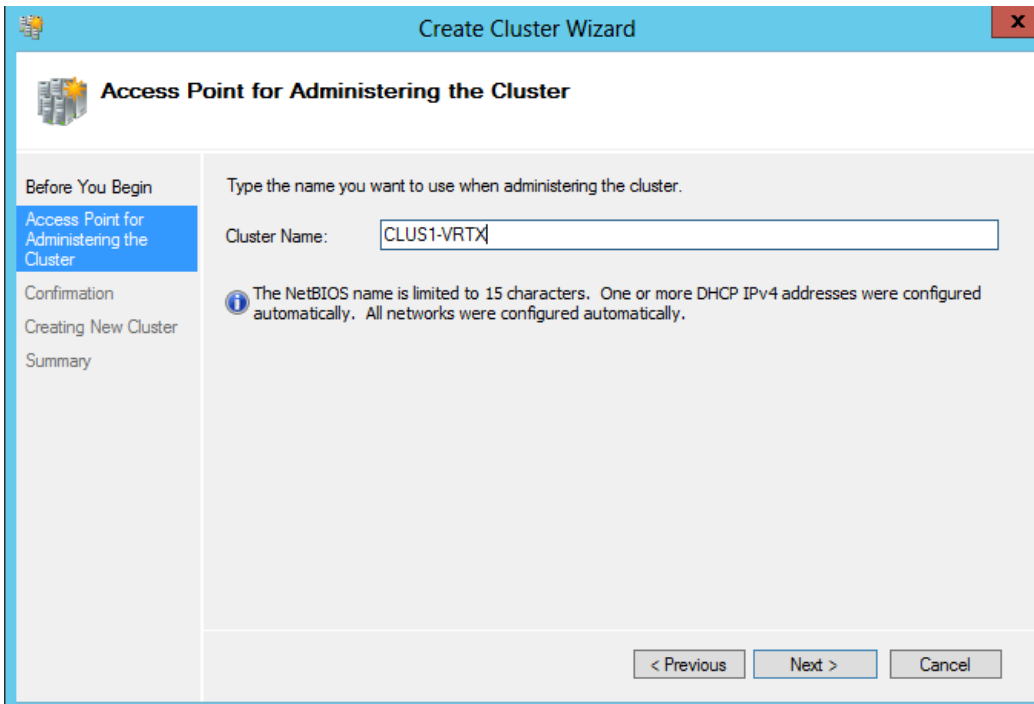 Create Cluster Wizard
x
Access Point for Administering the Cluster
Before You Begin
Access Point for
Administering the
Cluster
Confirmation
Creating New Cluster
Summary
Type the name you want to use when administering the cluster.
Cluster Name:
CLUS1-VRTX
The NetBIOS name is limited to 15 characters.  One or more DHCP IPv4 addresses were configured
automatically.  All networks were configured automatically.
< Previous
Next >
Cancel